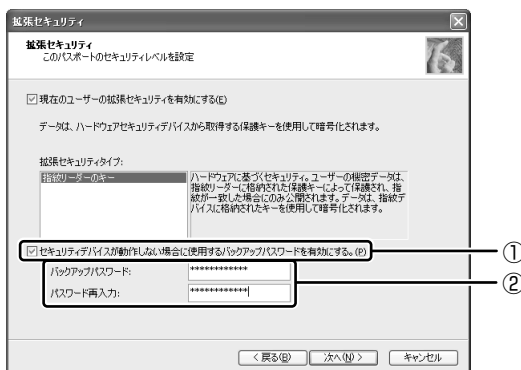 拡張セキュリティ
拡張セキュリティ
このパスポートのセキュリティレベルを設定
現在のユーザーの拡張セキュリティを有効にする(E)
データは、ハードウェアセキュリティデバイスから取得する保護キーを使用して暗号化されます。
拡張セキュリティタイプ:
指紋リーダーのキー
ハードウェアに基づくセキュリティ。ユーザーの機密データは、
指紋リーダーに格納された保護キーによって保護され、指
紋が一致した場合にのみ公開されます。データは、指紋デ
バイスに格納されたキーを使用して暗号化されます。
セキュリティデバイスが動作しない場合に使用するバックアップパスワードを有効にする。(P)
①
バックアップパスワード: ************
②
パスワード再入力: ************
< 戻る(B) 次へ(N) > キャンセル